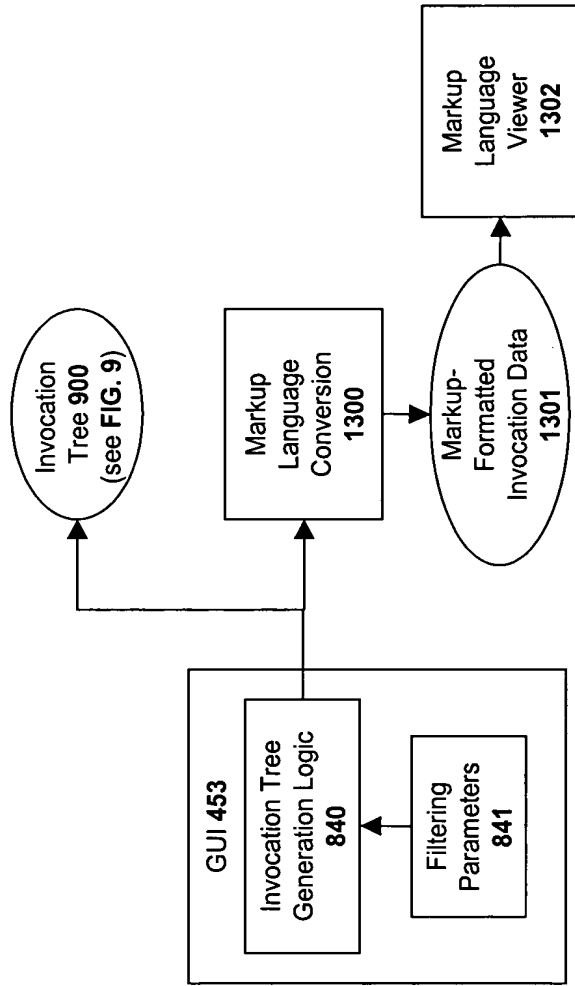 GUI 453
Invocation Tree
Generation Logic
840
Filtering
Parameters
841
Invocation
Tree 900
(see FIG. 9)
Markup
Language
Conversion
1300
Markup-
Formatted
Invocation Data
1301
Markup
Language
Viewer
1302